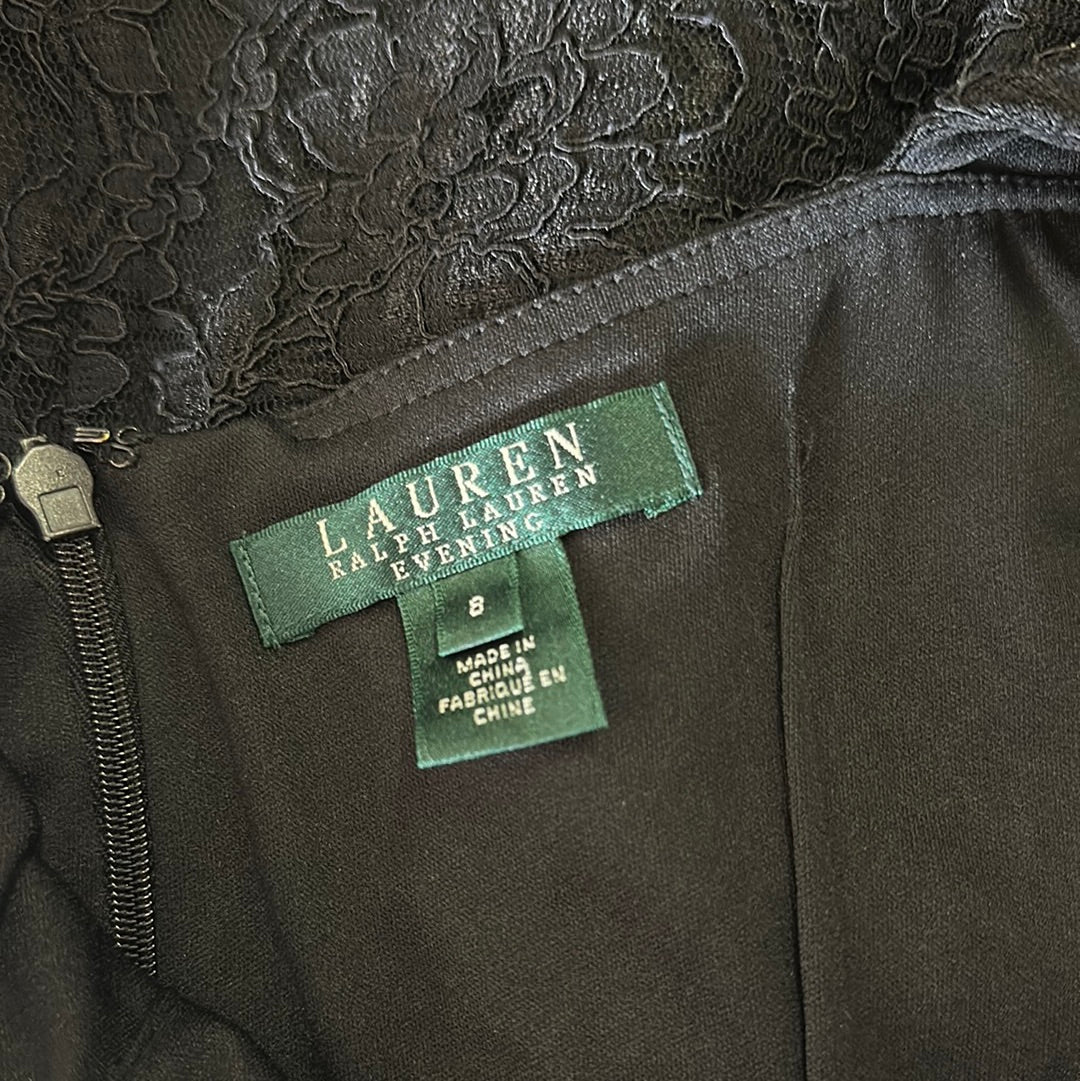 LAUREN
RALPH LAUREN
EVENING
8
MADE IN
CHINA
FABRIQUÉ EN
CHINE